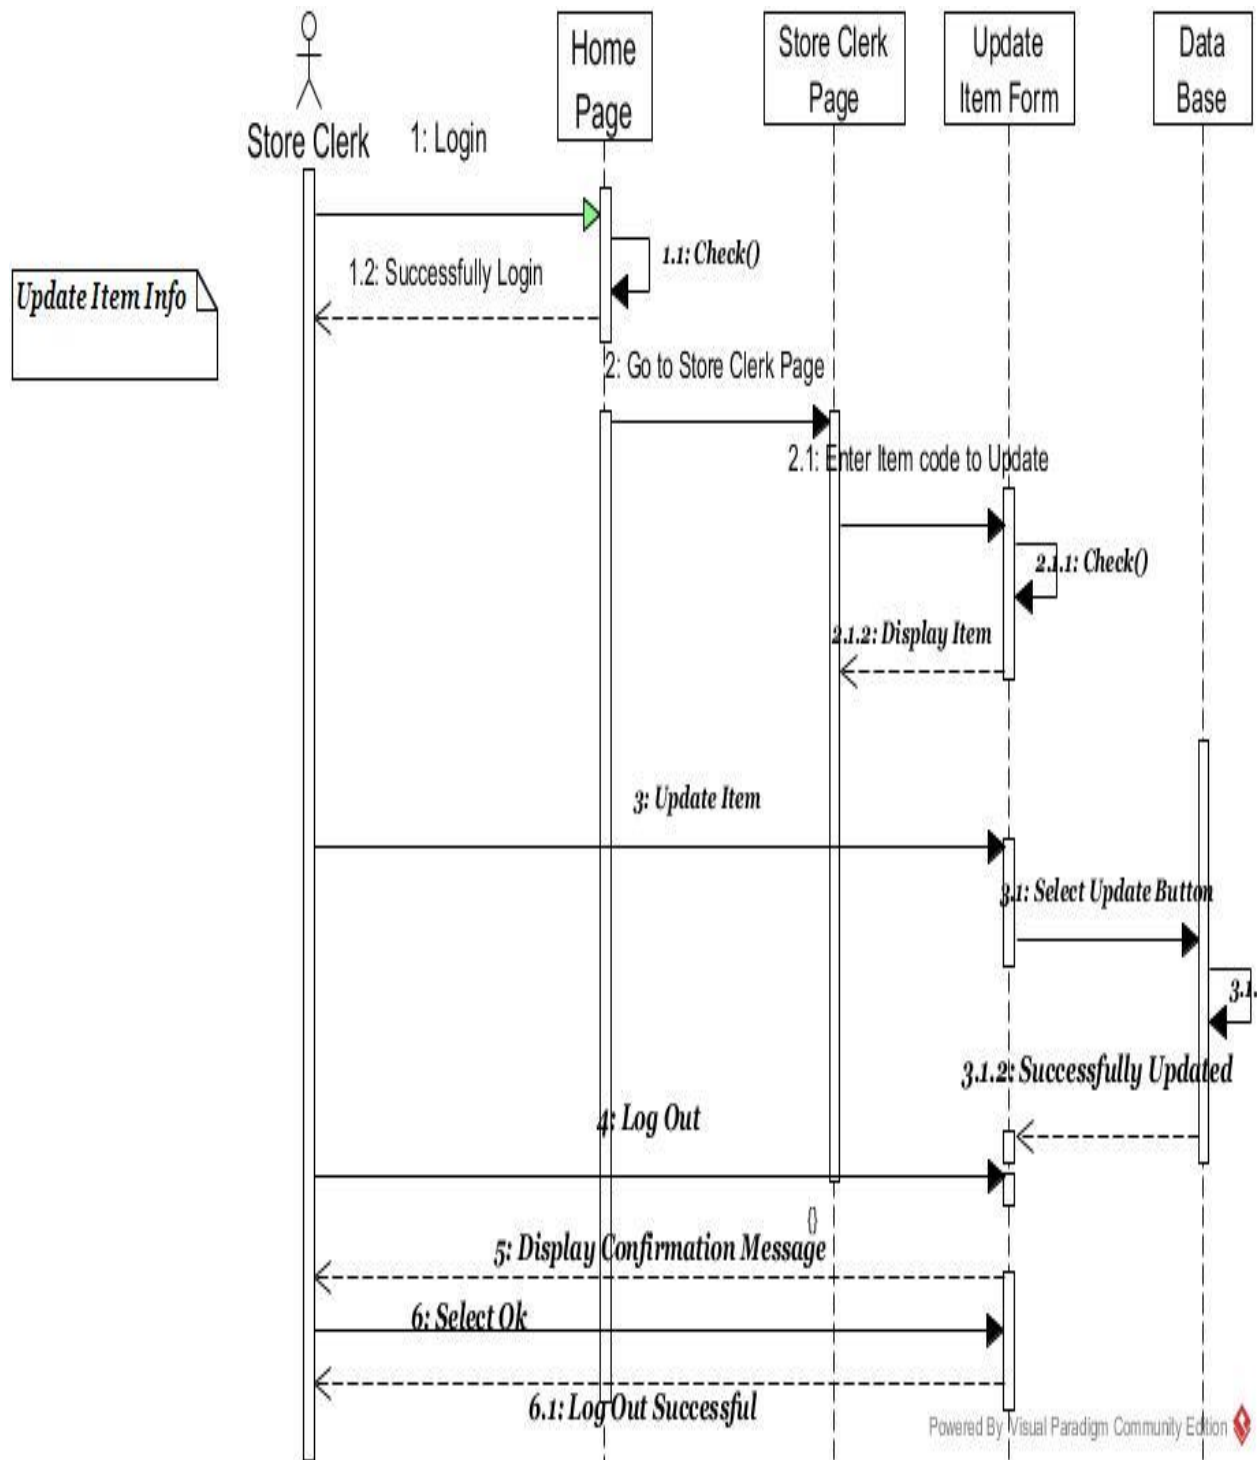 Home
Page
Store Clerk
Page
Update
Item Form
Data
Base
Store Clerk
1: Login
1.1: Check()
1.2: Successfully Login
Update Item Info
2: Go to Store Clerk Page
2.1: Enter Item code to Update
2.1.1: Check()
2.1.2: Display Item
3: Update Item
3.1: Select Update Button
3.1.
3.1.2: Successfully Updated
4: Log Out
{}
5: Display Confirmation Message
6: Select Ok
6.1: Log Out Successful
Powered By Visual Paradigm Community Edition